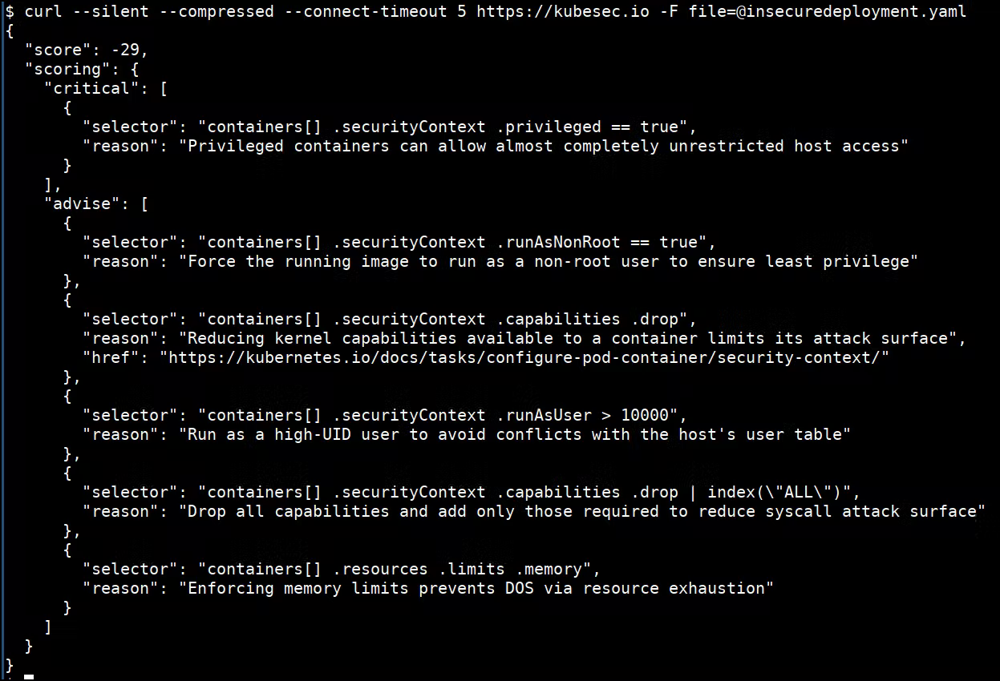 $ curl --silent --compressed --connect-timeout 5 https://kubesec.io -F file=@insecuredeployment.yaml
{
  "score": -29,
  "scoring": {
    "critical": [
      {
        "selector": "containers[] .securityContext .privileged == true",
        "reason": "Privileged containers can allow almost completely unrestricted host access"
      }
    ],
    "advise": [
      {
        "selector": "containers[] .securityContext .runAsNonRoot == true",
        "reason": "Force the running image to run as a non-root user to ensure least privilege"
      },
      {
        "selector": "containers[] .securityContext .capabilities .drop",
        "reason": "Reducing kernel capabilities available to a container limits its attack surface",
        "href": "https://kubernetes.io/docs/tasks/configure-pod-container/security-context/"
      },
      {
        "selector": "containers[] .securityContext .runAsUser > 10000",
        "reason": "Run as a high-UID user to avoid conflicts with the host's user table"
      },
      {
        "selector": "containers[] .securityContext .capabilities .drop | index(\"ALL\")",
        "reason": "Drop all capabilities and add only those required to reduce syscall attack surface"
      },
      {
        "selector": "containers[] .resources .limits .memory",
        "reason": "Enforcing memory limits prevents DOS via resource exhaustion"
      }
    ]
  }
}